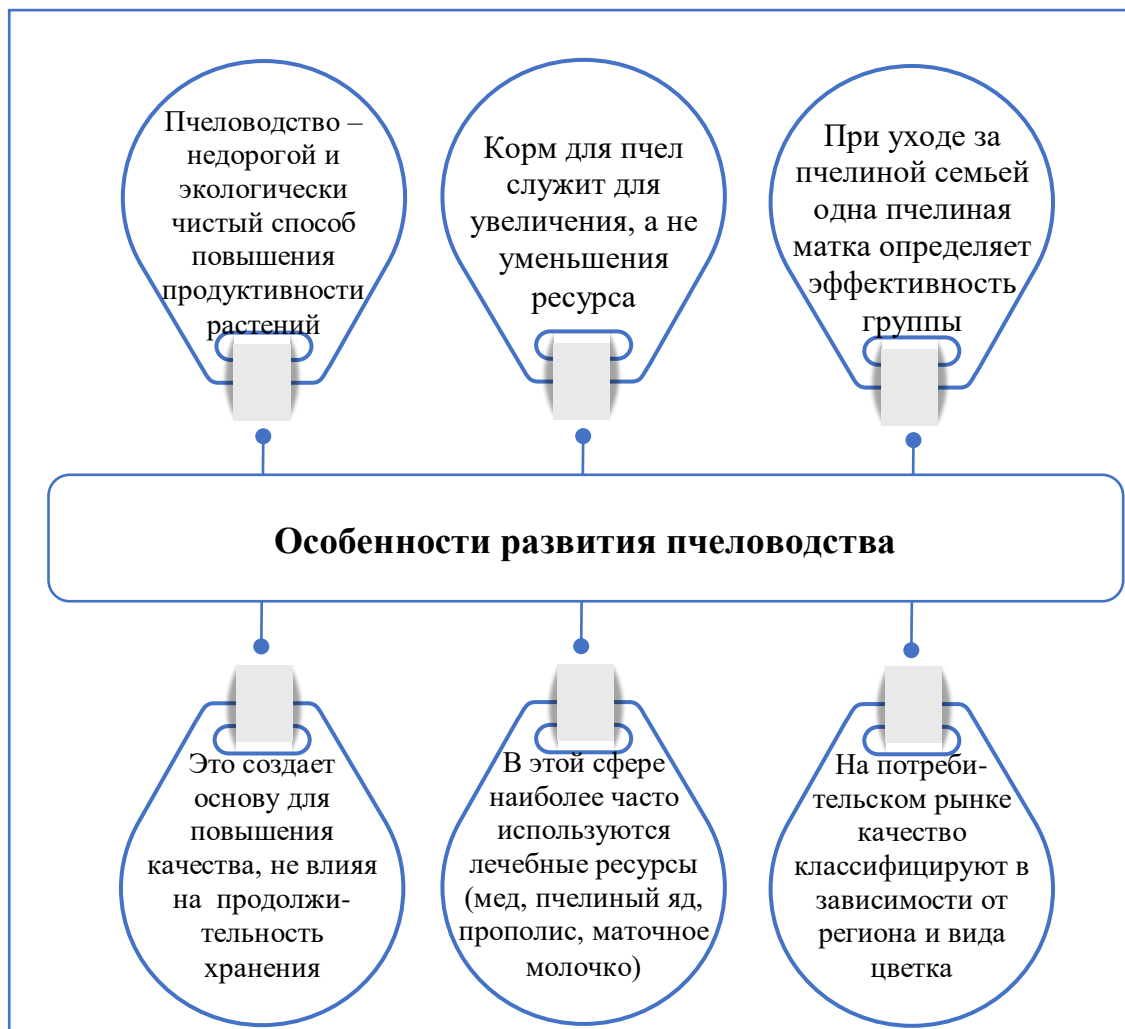 Пчеловодство –
недорогой и
экологически
чистый способ
повышения
продуктивности
растений
Корм для пчел
служит для
увеличения, а не
уменьшения
ресурса
При уходе за
пчелиной семьей
одна пчелиная
матка определяет
эффективность
группы
Особенности развития пчеловодства
Это создает
основу для
повышения
качества, не влияя
на продолжи-
тельность
хранения
В этой сфере
наиболее часто
используются
лечебные ресурсы
(мед, пчелиный яд,
прополис, маточное
молочко)
На потреби-
тельском рынке
качество
классифицируют в
зависимости от
региона и вида
цветка